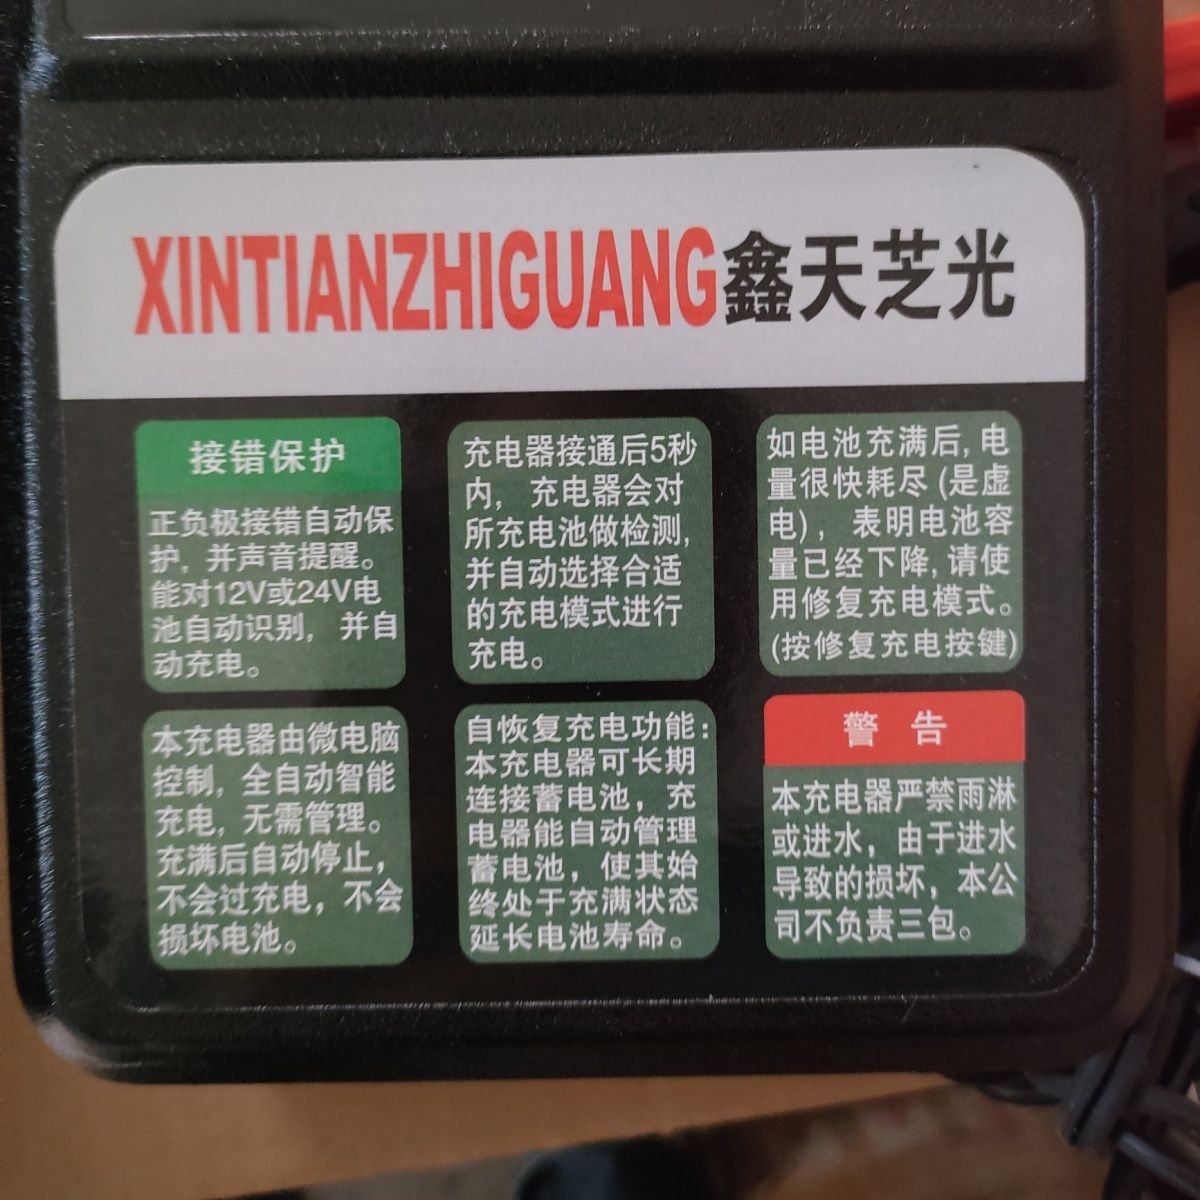 XINTIANZHIGUANG鑫天芝光
接错保护
正负极接错自动保
护，并声音提醒。
能对12V或24V电
池自动识别，并自
动充电。
充电器接通后5秒
内，充电器会对
所充电池做检测,
并自动选择合适
的充电模式进行
充电。
如电池充满后,电
量很快耗尽(是虚
电)，表明电池容
量已经下降,请使
用修复充电模式。
(按修复充电按键)
本充电器由微电脑
控制，全自动智能
充电，无需管理。
充满后自动停止，
不会过充电，不会
损坏电池。
自恢复充电功能：
本充电器可长期
连接蓄电池，充
电器能自动管理
蓄电池，使其始
终处于充满状态
延长电池寿命。
警告
本充电器严禁雨淋
或进水，由于进水
导致的损坏，本公
司不负责三包。